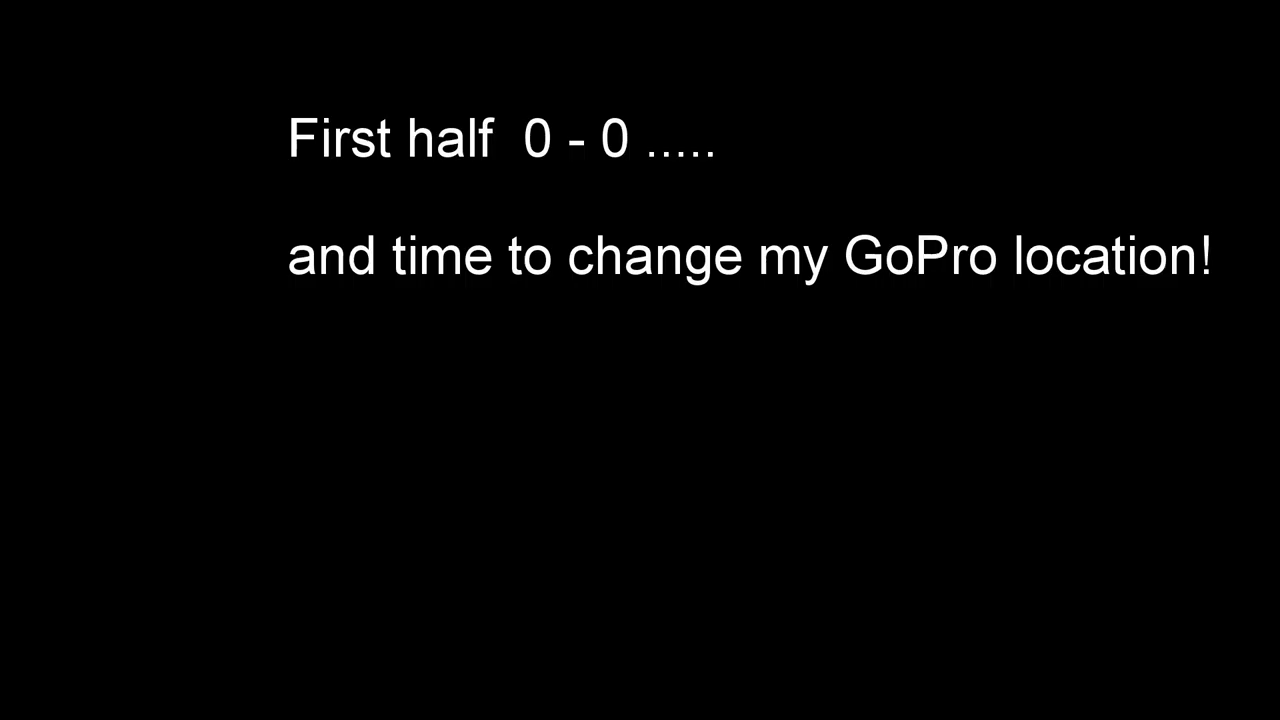 First half  0 - 0 .....
and time to change my GoPro location!